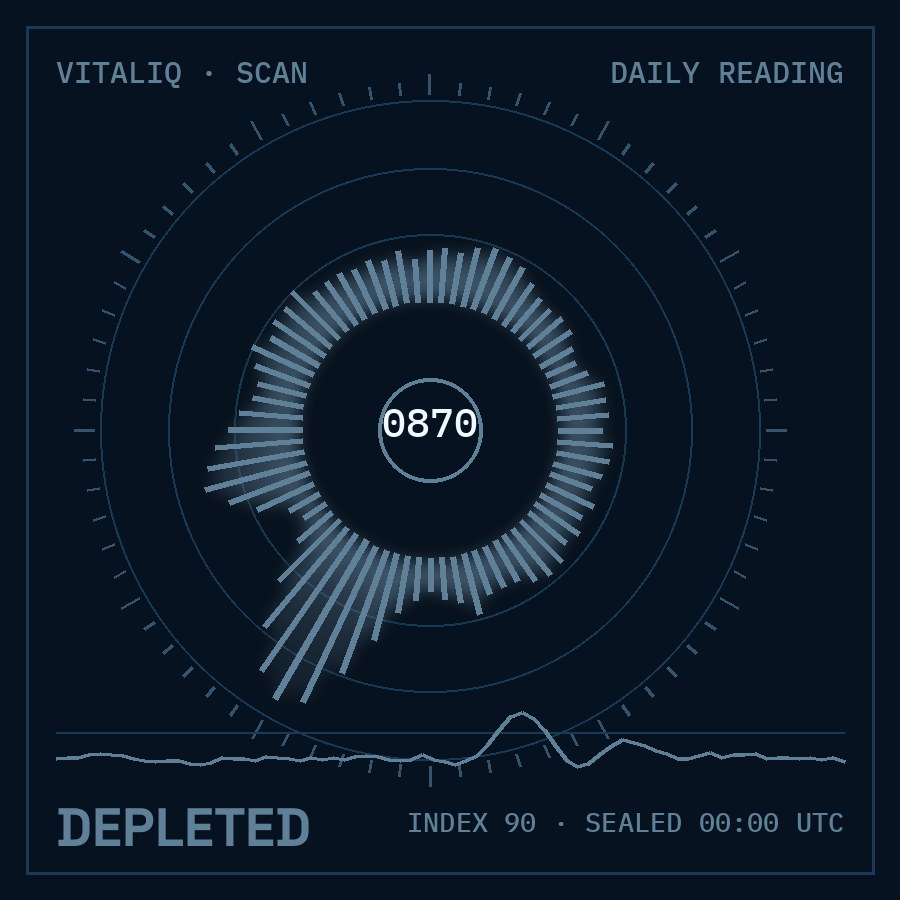 VITALIQ · SCAN
DAILY READING
0870
DEPLETED
INDEX 90 · SEALED 00:00 UTC